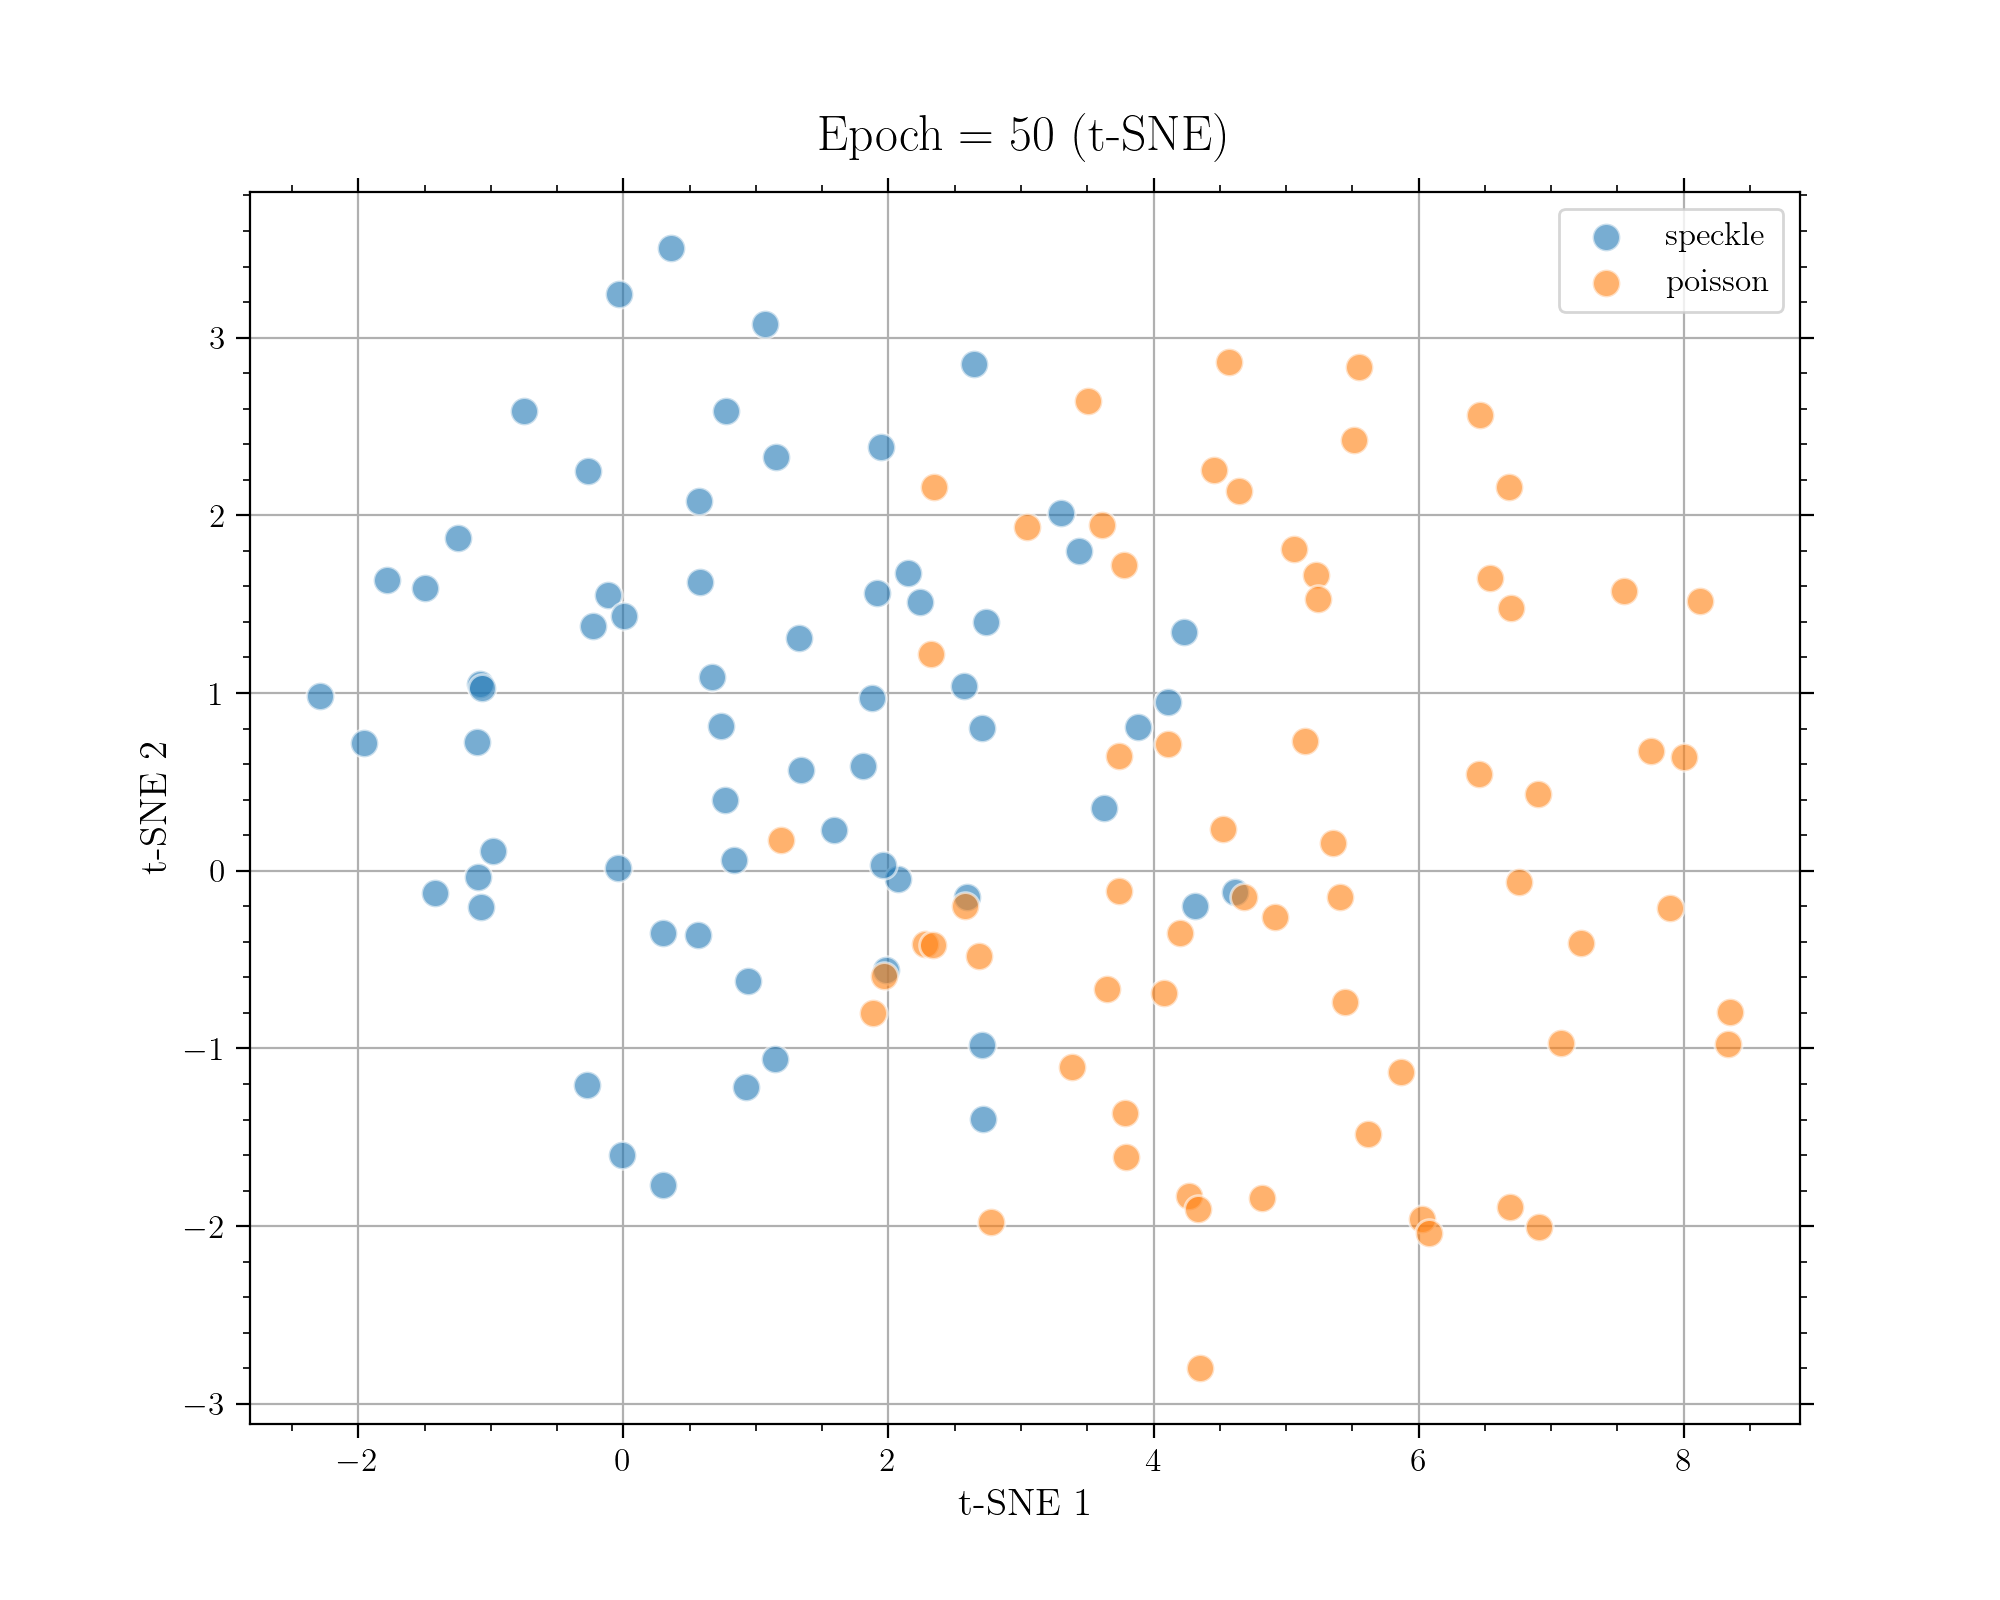 Epoch = 50 (t-SNE)
speckle
poisson
3
2
1
0
−1
−2
−3
t-SNE 2
−2 0 2 4 6 8
t-SNE 1